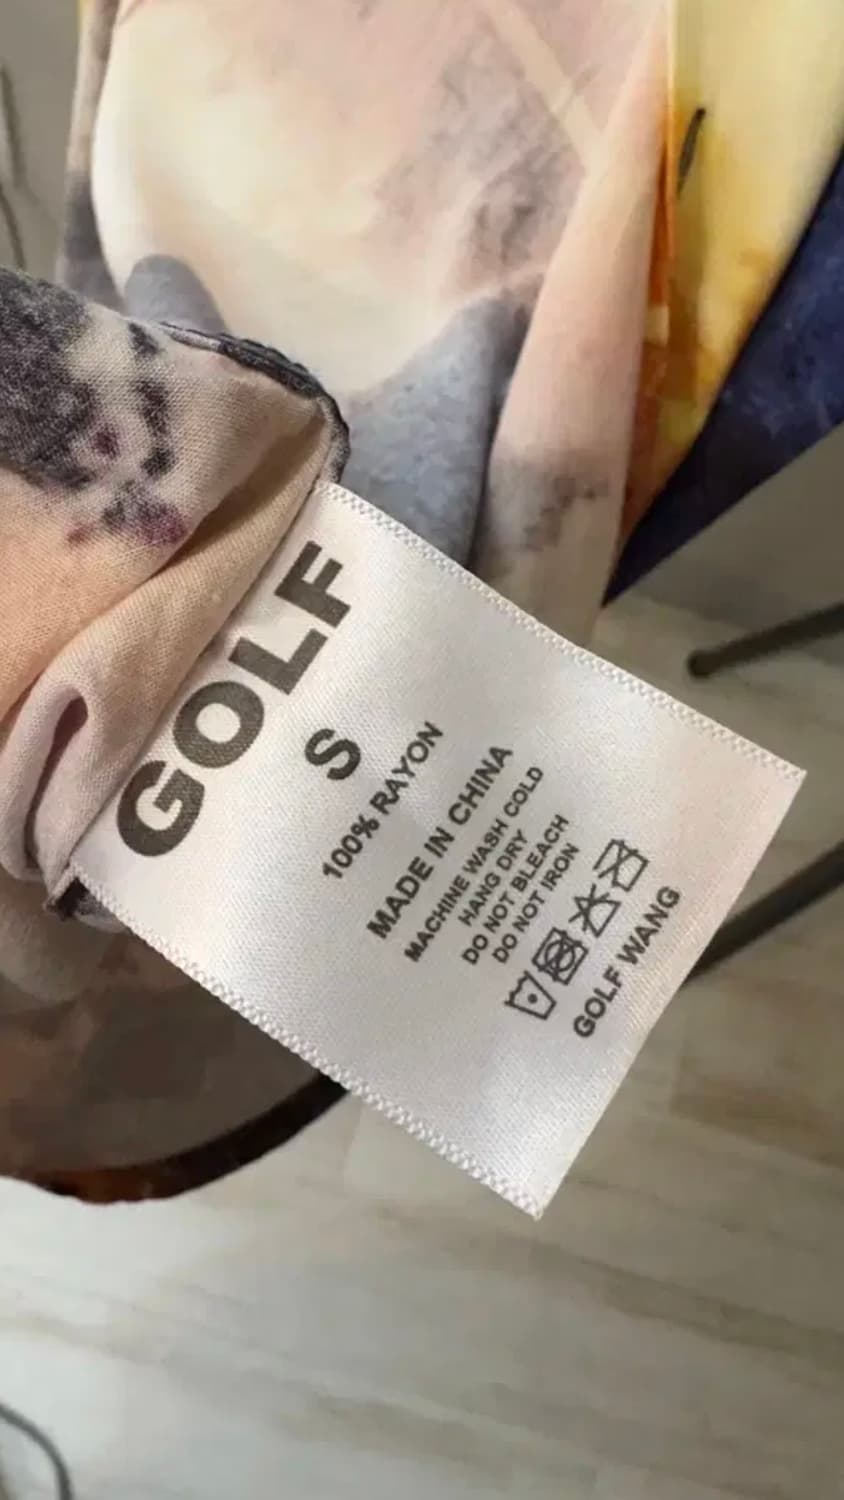 GOLF
S
100% RAYON
MADE IN CHINA
MACHINE WASH COLD
HANG DRY
DO NOT BLEACH
DO NOT IRON
GOLF WANG